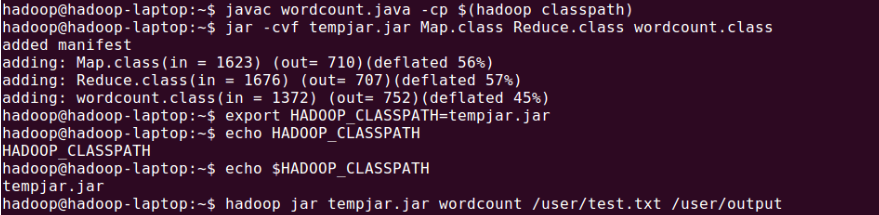 hadoop@hadoop-laptop:~$ javac wordcount.java -cp $(hadoop classpath)
hadoop@hadoop-laptop:~$ jar -cvf tempjar.jar Map.class Reduce.class wordcount.class
added manifest
adding: Map.class(in = 1623) (out= 710)(deflated 56%)
adding: Reduce.class(in = 1676) (out= 707)(deflated 57%)
adding: wordcount.class(in = 1372) (out= 752)(deflated 45%)
hadoop@hadoop-laptop:~$ export HADOOP_CLASSPATH=tempjar.jar
hadoop@hadoop-laptop:~$ echo HADOOP_CLASSPATH
HADOOP_CLASSPATH
hadoop@hadoop-laptop:~$ echo $HADOOP_CLASSPATH
tempjar.jar
hadoop@hadoop-laptop:~$ hadoop jar tempjar.jar wordcount /user/test.txt /user/output